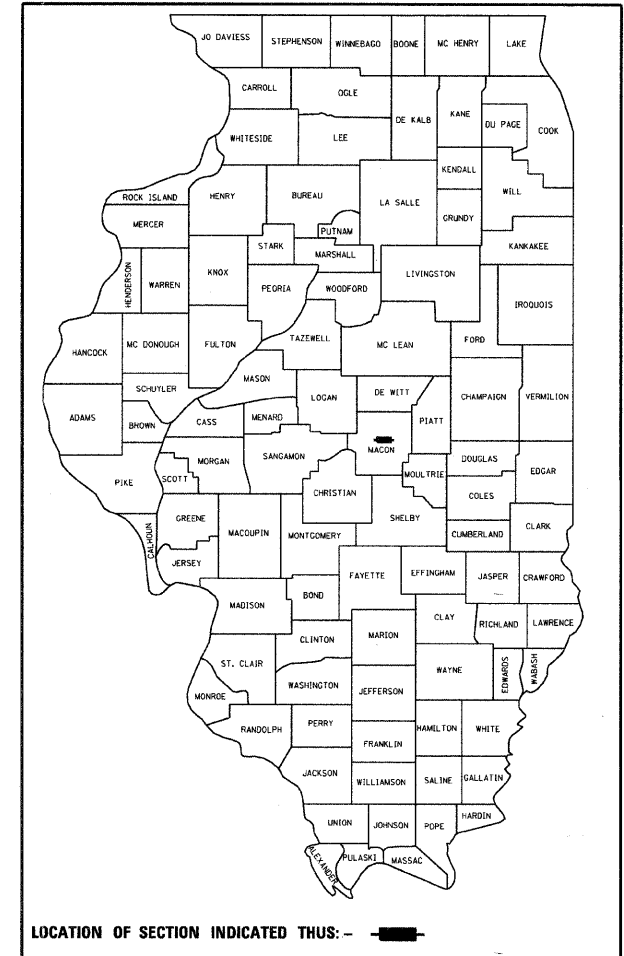 JO DAVIESS STEPHENSON WINNEBAGO BOONE MC HENRY LAKE
CARROLL OGLE DE KALB KANE DU PAGE COOK
WHITESIDE LEE
KENDALL
ROCK ISLAND HENRY BUREAU LA SALLE GRUNDY WILL
MERCER PUTNAM
STARK MARSHALL KANKAKEE
HENDERSON WARREN KNOX PEORIA WOODFORD LIVINGSTON IROQUOIS
HANCOCK MC DONOUGH FULTON TAZEWELL MC LEAN FORD
SCHUYLER MASON LOGAN DE WITT CHAMPAIGN VERMILION
ADAMS BROWN CASS MENARD PIATT
MACON
PIKE SCOTT MORGAN SANGAMON MOULTRIE DOUGLAS EDGAR
CHRISTIAN COLES
CALHOUN GREENE MACOUPIN MONTGOMERY SHELBY CUMBERLAND CLARK
JERSEY FAYETTE EFFINGHAM JASPER CRAWFORD
MADISON BOND
CLINTON MARION CLAY RICHLAND LAWRENCE
ST. CLAIR WAYNE EDWARDS WABASH
MONROE WASHINGTON JEFFERSON
RANDOLPH PERRY HAMILTON WHITE
FRANKLIN
JACKSON WILLIAMSON SALINE GALLATIN
UNION JOHNSON POPE HARDIN
ALEXANDER PULASKI MASSAC
LOCATION OF SECTION INDICATED THUS:-